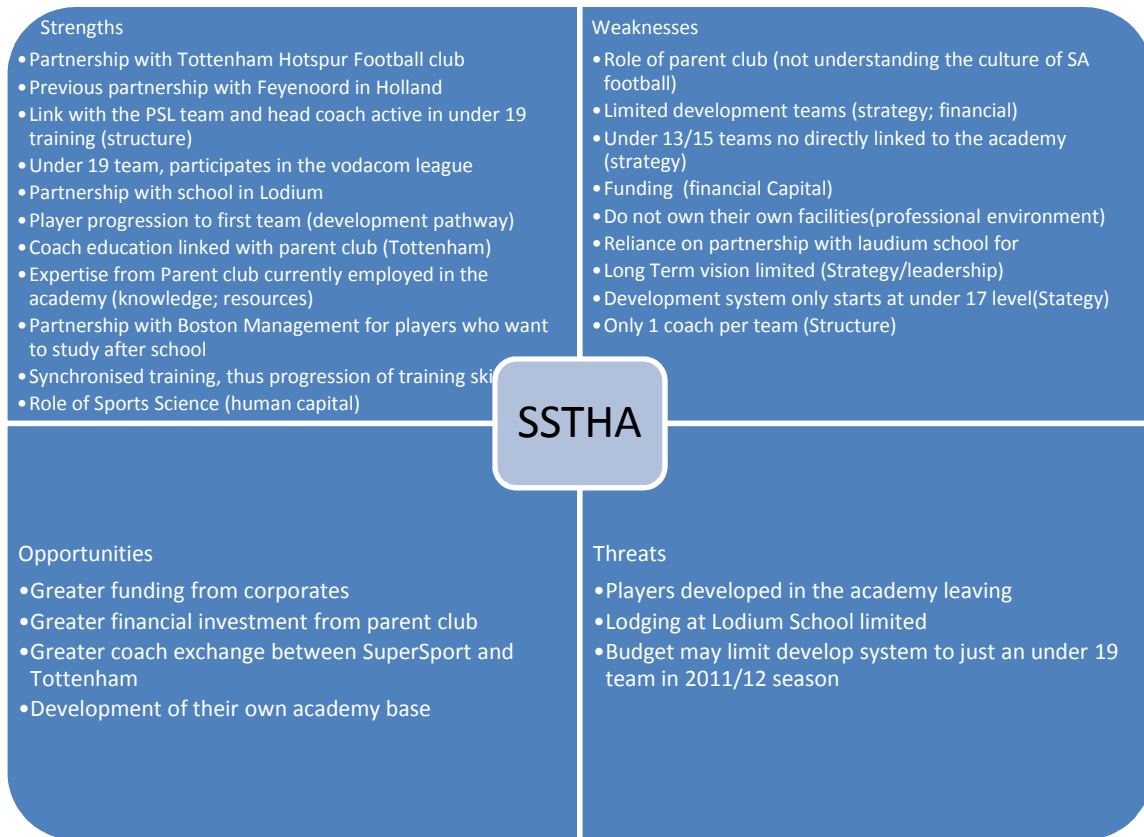 Strengths
•Partnership with Tottenham Hotspur Football club
•Previous partnership with Feyenoord in Holland
•Link with the PSL team and head coach active in under 19
training (structure)
•Under 19 team, participates in the vodacom league
•Partnership with school in Lodium
•Player progression to first team (development pathway)
•Coach education linked with parent club (Tottenham)
•Expertise from Parent club currently employed in the
academy (knowledge; resources)
•Partnership with Boston Management for players who want
to study after school
•Synchronised training, thus progression of training
•Role of Sports Science (human capital)
Weaknesses
•Role of parent club (not understanding the culture of SA
football)
•Limited development teams (strategy; financial)
•Under 13/15 teams no directly linked to the academy
(strategy)
•Funding  (financial Capital)
•Do not own their own facilities(professional environment)
•Reliance on partnership with laudium school for
•Long Term vision limited (Strategy/leadership)
•Development system only starts at under 17 level(Stategy)
•Only 1 coach per team (Structure)
SSTHA
Opportunities
•Greater funding from corporates
•Greater financial investment from parent club
•Greater coach exchange between SuperSport and
Tottenham
•Development of their own academy base
Threats
•Players developed in the academy leaving
•Lodging at Lodium School limited
•Budget may limit develop system to just an under 19
team in 2011/12 season